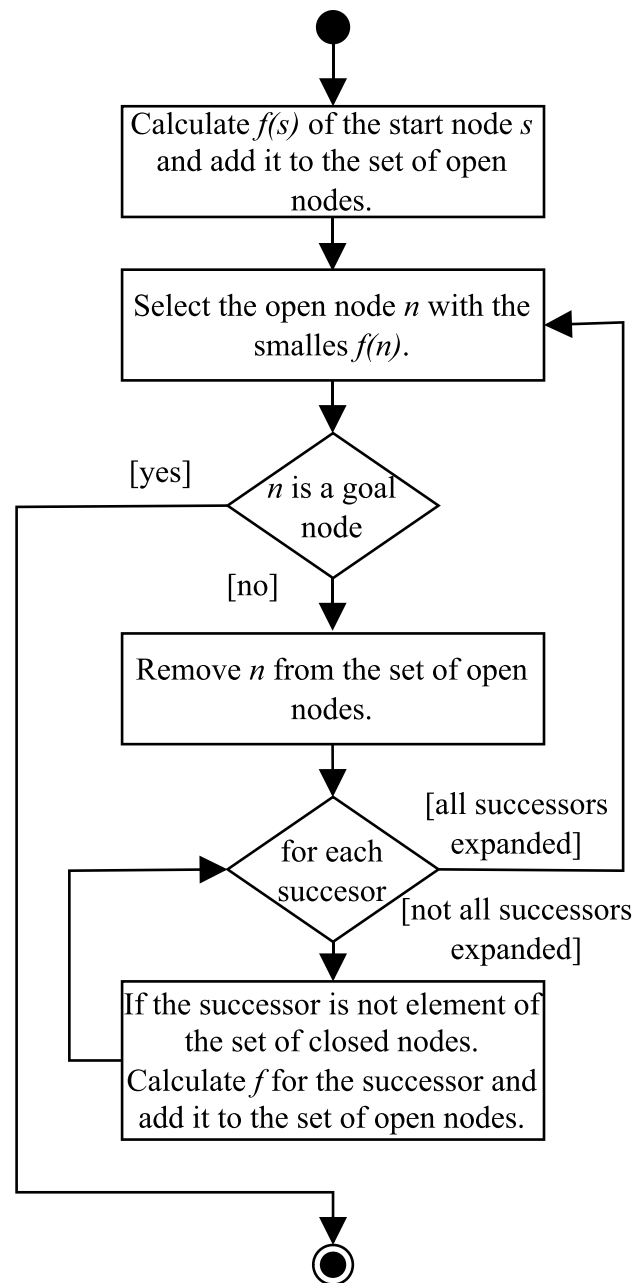 Calculate f(s) of the start node s
and add it to the set of open
nodes.
Select the open node n with the
smalles f(n).
[yes]
n is a goal
node
[no]
Remove n from the set of open
nodes.
[all successors
expanded]
for each
succesor
[not all successors
expanded]
If the successor is not element of
the set of closed nodes.
Calculate f for the successor and
add it to the set of open nodes.